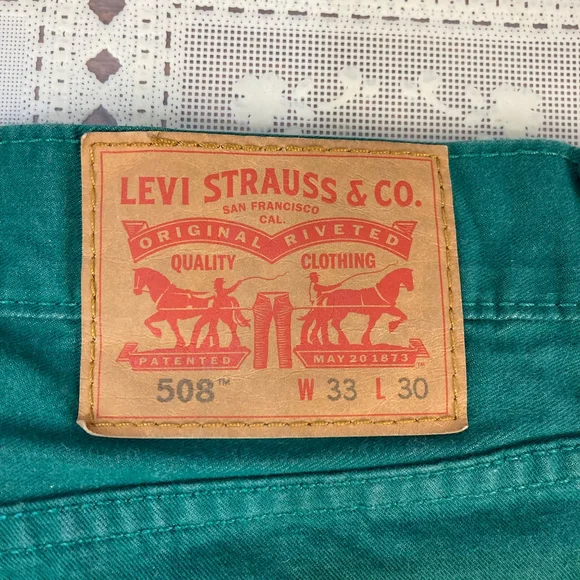 LEVI STRAUSS & CO.
SAN FRANCISCO
CAL.
ORIGINAL RIVETED
QUALITY CLOTHING
PATENTED MAY 20 1873
508™ W 33 L 30